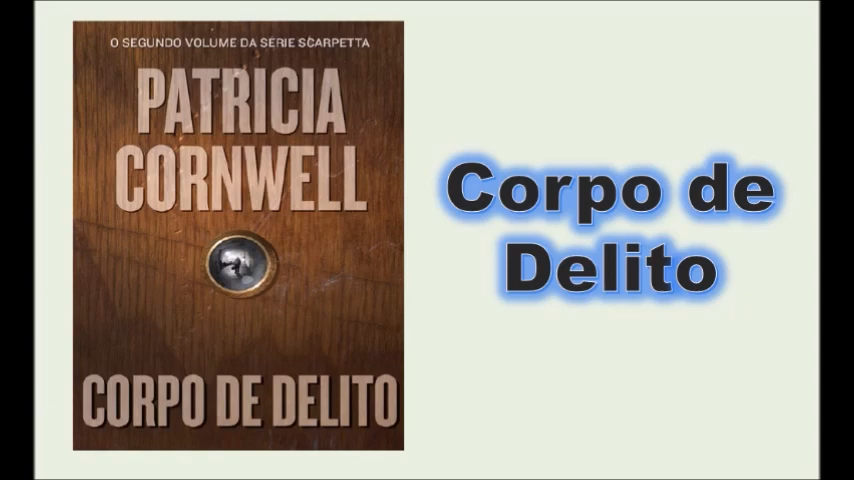 O SEGUNDO VOLUME DA SÉRIE SCARPETTA
PATRICIA
CORNWELL
CORPO DE DELITO
Corpo de
Delito